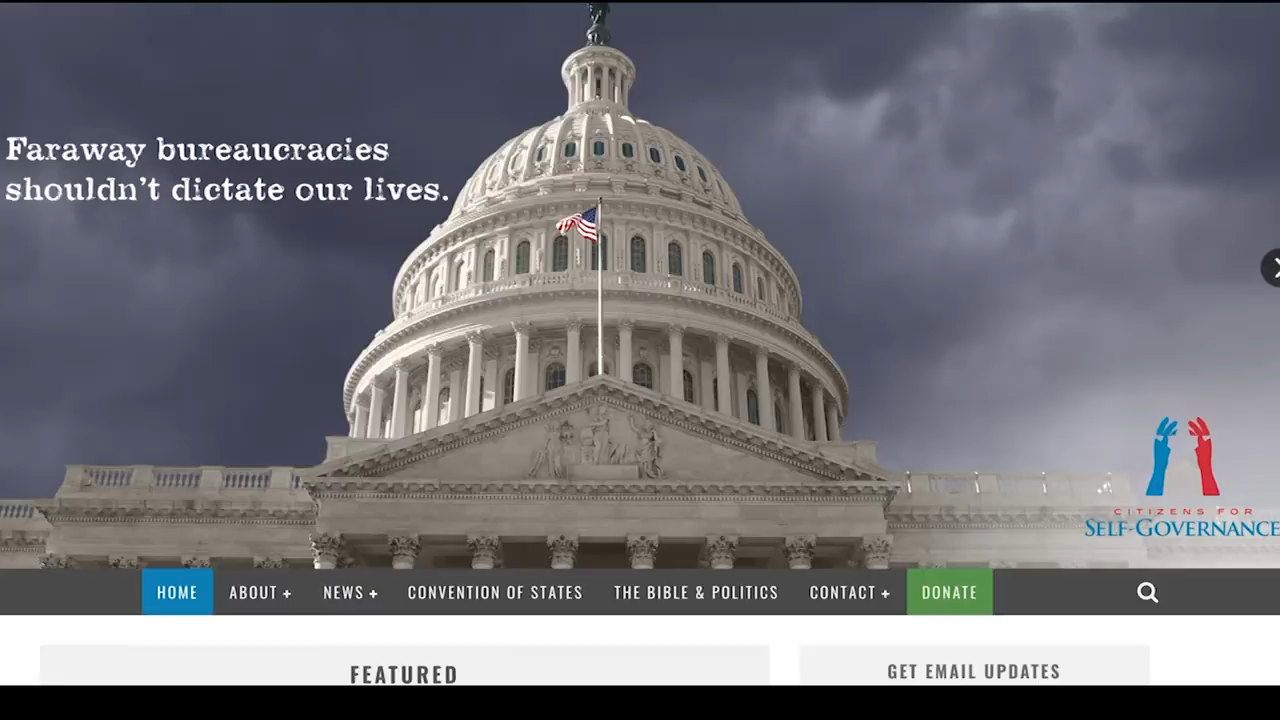 Faraway bureaucracies
shouldn't dictate our lives.
CITIZENS FOR
SELF-GOVERNANCE
HOME ABOUT + NEWS + CONVENTION OF STATES THE BIBLE & POLITICS CONTACT + DONATE
FEATURED
GET EMAIL UPDATES